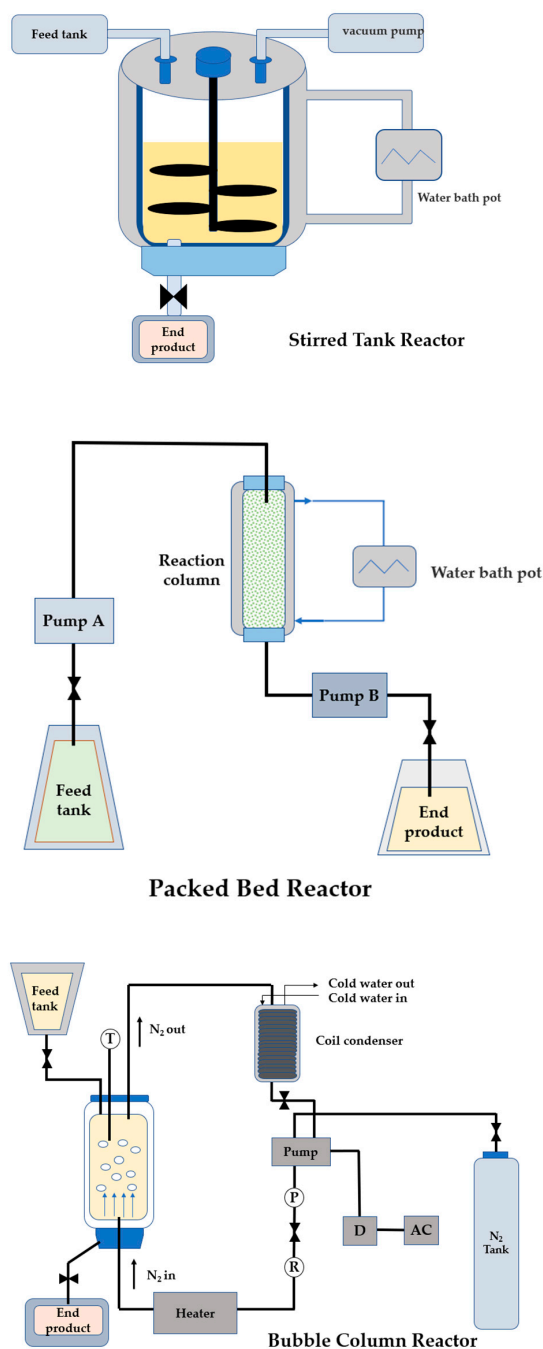 Feed tank
vacuum pump
Water bath pot
End
product
Stirred Tank Reactor
Reaction
column
Water bath pot
Pump A
Pump B
Feed
tank
End
product
Packed Bed Reactor
Feed
tank
Cold water out
Cold water in
T
N₂ out
Coil condenser
Pump
P
D
AC
N₂
Tank
R
N₂ in
Heater
End
product
Bubble Column Reactor